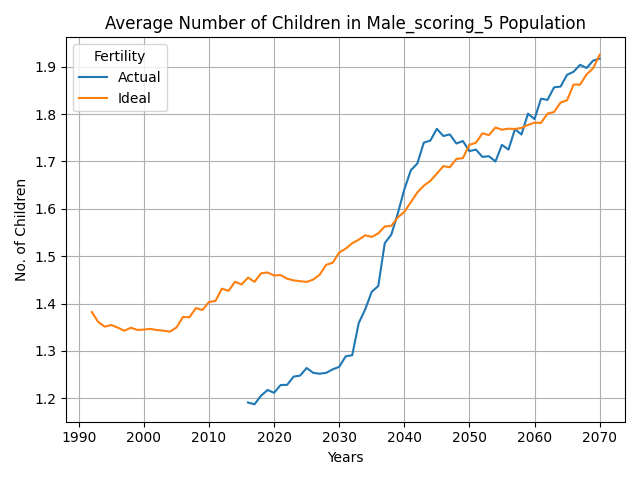 Average Number of Children in Male_scoring_5 Population
Fertility
Actual
Ideal
No. of Children
1.9
1.8
1.7
1.6
1.5
1.4
1.3
1.2
1990 2000 2010 2020 2030 2040 2050 2060 2070
Years